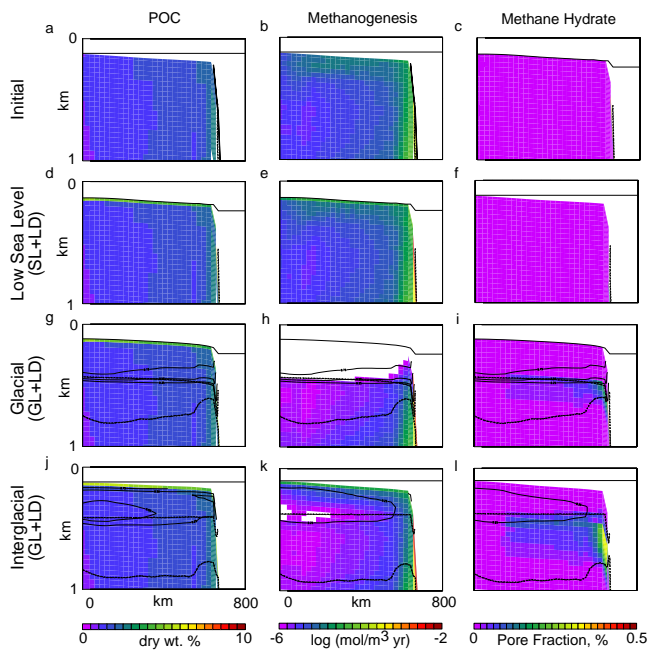 POC Methanogenesis Methane Hydrate
a b c
Initial
0
km
1
d e f
Low Sea Level
(SL+LD)
0
km
1
g h i
Glacial
(GL+LD)
0
km
1
j k l
Interglacial
(GL+LD)
0
km
1
0 km 800 0 km 800
0 dry wt. % 10 -6 log (mol/m3 yr) -2 0 Pore Fraction, % 0.5